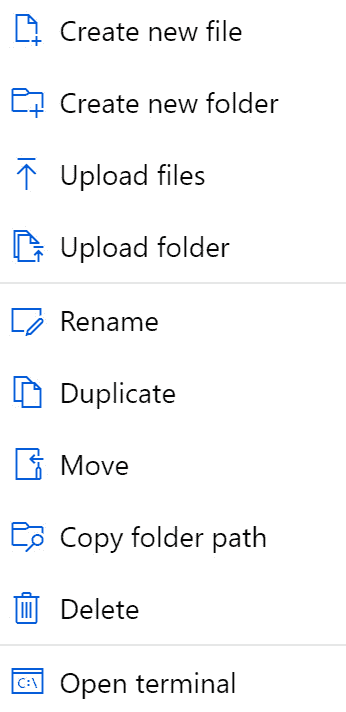 Create new file
Create new folder
Upload files
Upload folder
Rename
Duplicate
Move
Copy folder path
Delete
C:\ Open terminal